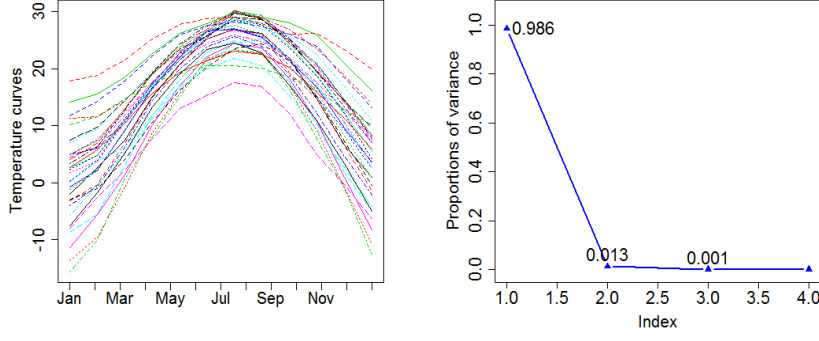 Temperature curves
30
20
10
0
-10
Jan Mar May Jul Sep Nov
Proportions of variance
1.0
0.8
0.6
0.4
0.2
0.0
0.986
0.013
0.001
1.0 1.5 2.0 2.5 3.0 3.5 4.0
Index